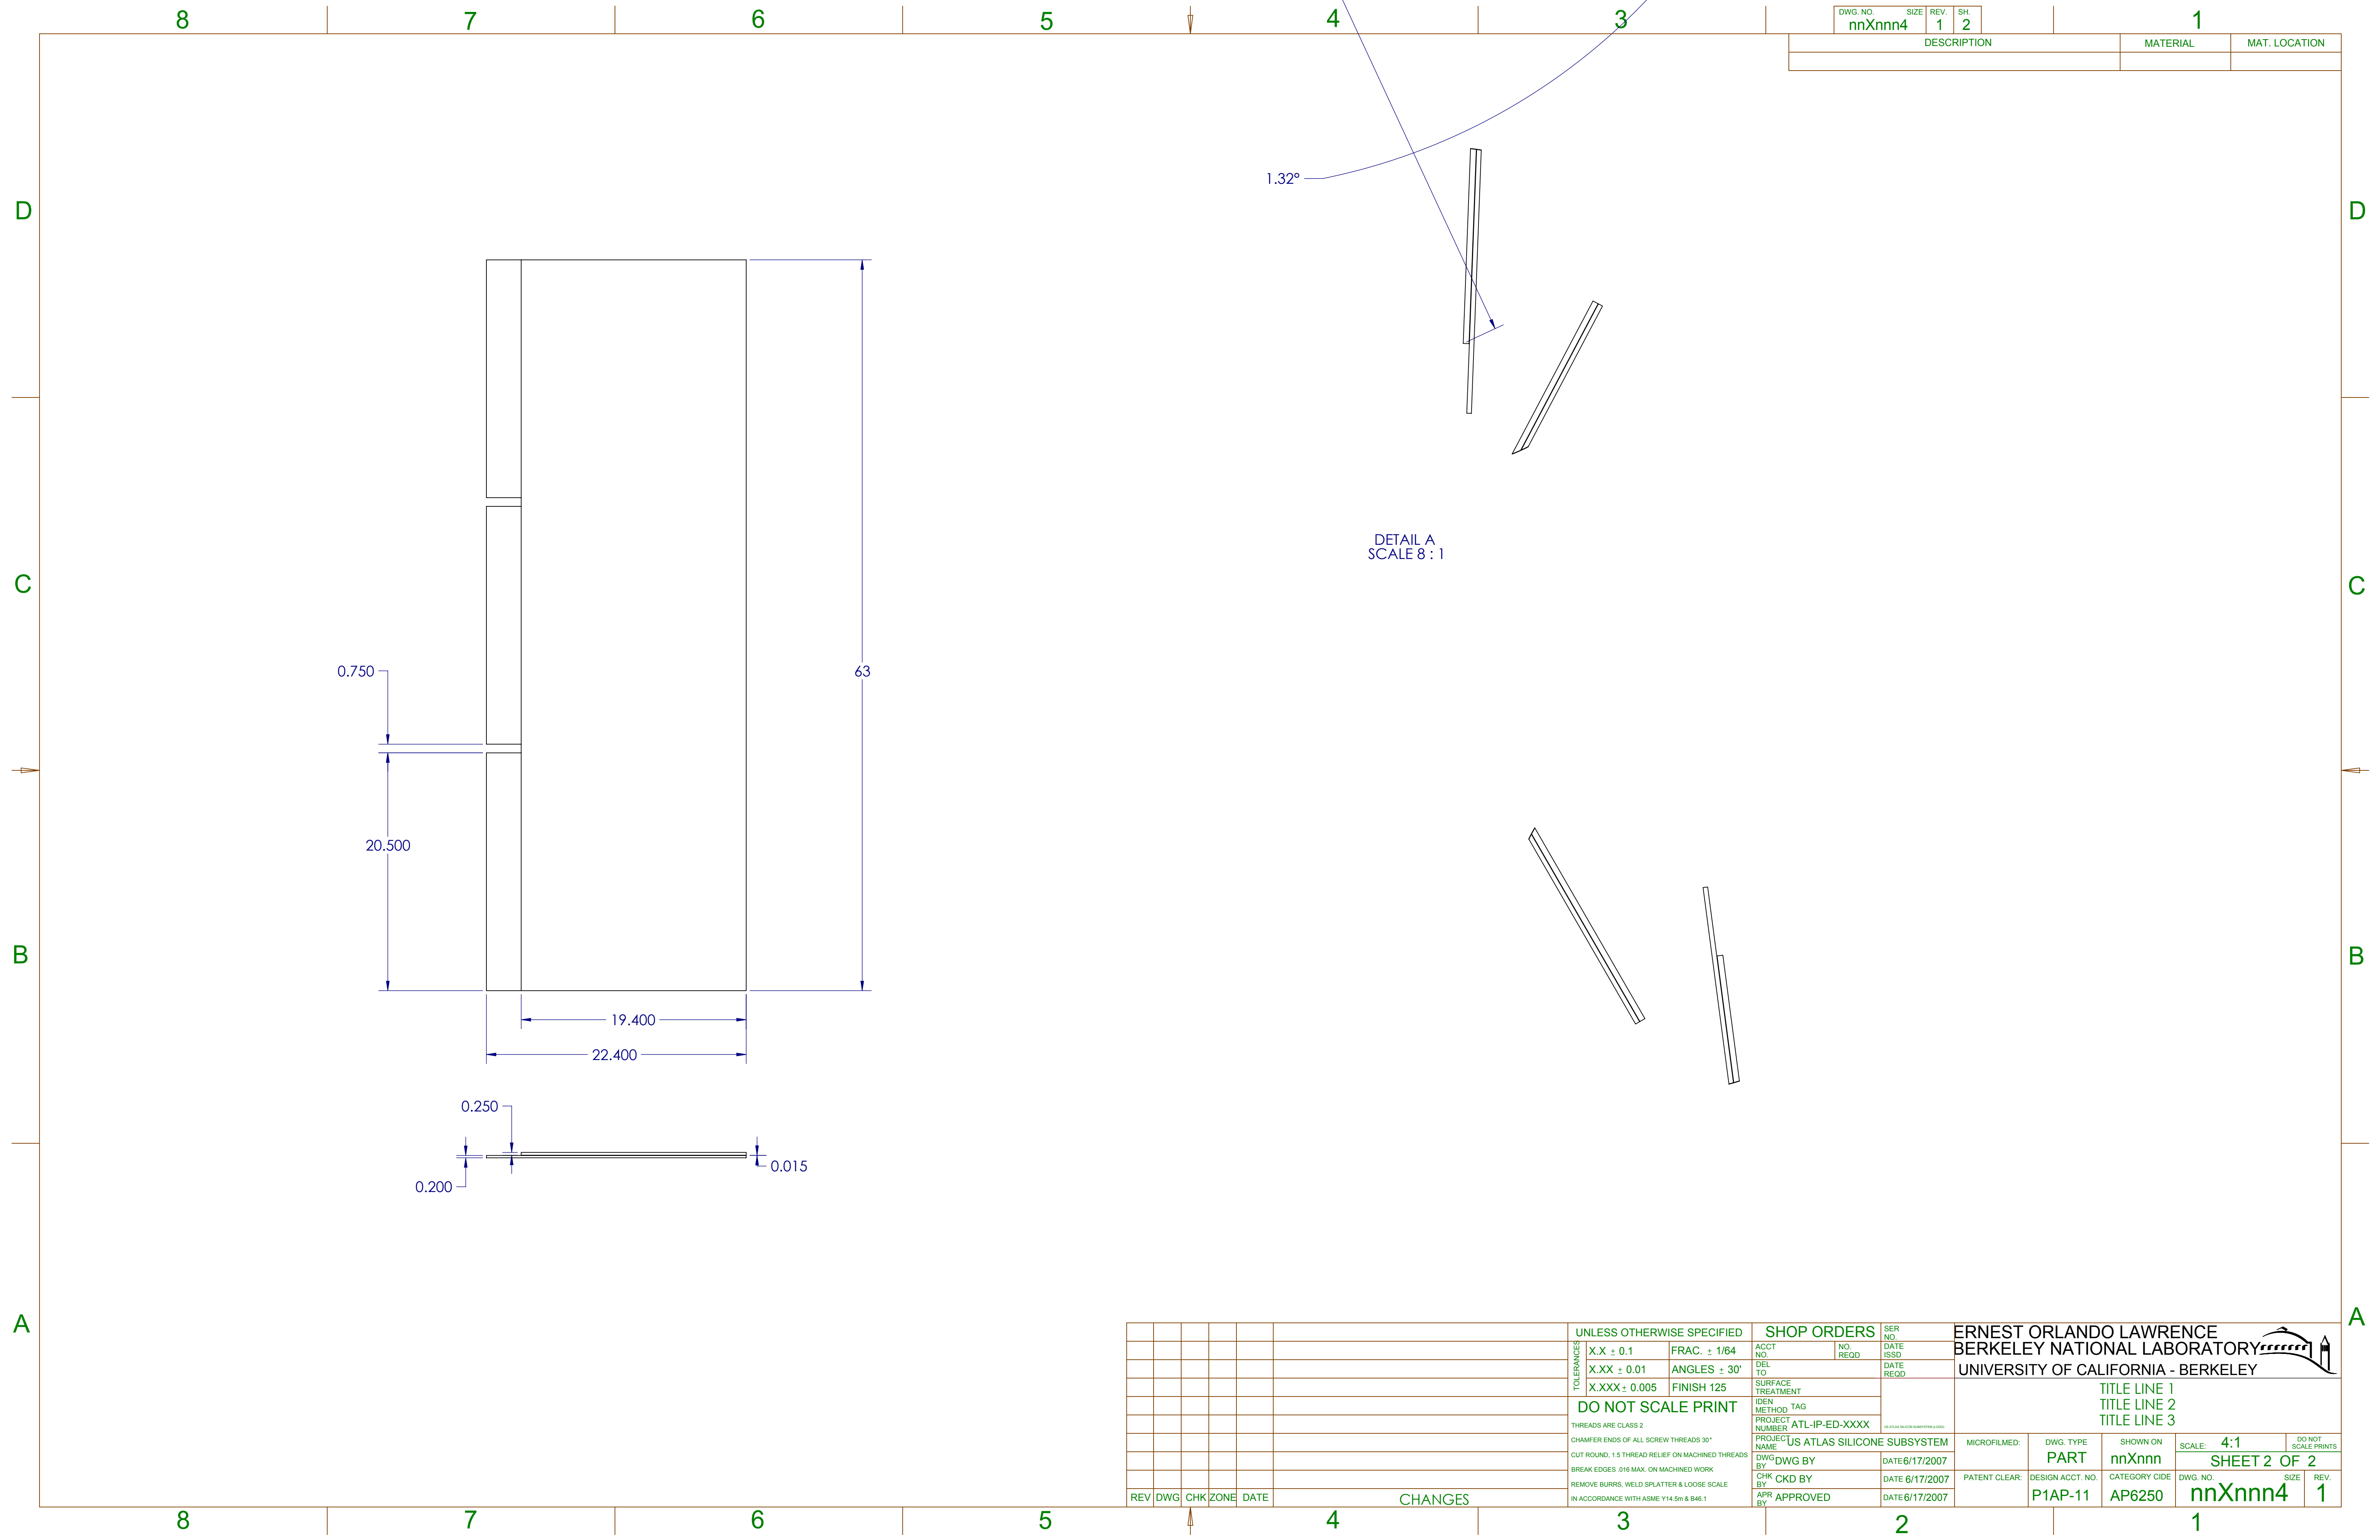 8 7 6 5 4 3 1
DWG. NO. SIZE REV. SH.
nnXnnn4 1 2
DESCRIPTION MATERIAL MAT. LOCATION
1.32°
D D
DETAIL A
SCALE 8 : 1
C C
0.750
63
20.500
B B
19.400
22.400
0.250
0.015
0.200
A A
REV DWG CHK ZONE DATE CHANGES
UNLESS OTHERWISE SPECIFIED
TOLERANCES
X.X ± 0.1 FRAC. ± 1/64
X.XX ± 0.01 ANGLES ± 30'
X.XXX± 0.005 FINISH 125
DO NOT SCALE PRINT
THREADS ARE CLASS 2
CHAMFER ENDS OF ALL SCREW THREADS 30°
CUT ROUND, 1.5 THREAD RELIEF ON MACHINED THREADS
BREAK EDGES .016 MAX. ON MACHINED WORK
REMOVE BURRS, WELD SPLATTER & LOOSE SCALE
IN ACCORDANCE WITH ASME Y14.5m & B46.1
SHOP ORDERS
SER NO.
ACCT NO.
NO. REQD
DATE ISSD
DEL TO
DATE REQD
SURFACE TREATMENT
IDEN METHOD TAG
PROJECT NUMBER ATL-IP-ED-XXXX
PROJECT NAME US ATLAS SILICONE SUBSYSTEM
DWG BY DWG BY DATE 6/17/2007
CHK BY CKD BY DATE 6/17/2007
APR BY APPROVED DATE 6/17/2007
ERNEST ORLANDO LAWRENCE
BERKELEY NATIONAL LABORATORY
UNIVERSITY OF CALIFORNIA - BERKELEY
TITLE LINE 1
TITLE LINE 2
TITLE LINE 3
MICROFILMED: DWG. TYPE SHOWN ON SCALE: 4:1 DO NOT SCALE PRINTS
PART nnXnnn SHEET 2 OF 2
PATENT CLEAR: DESIGN ACCT. NO. CATEGORY CIDE DWG. NO. SIZE REV.
P1AP-11 AP6250 nnXnnn4 1
8 7 6 5 4 3 2 1